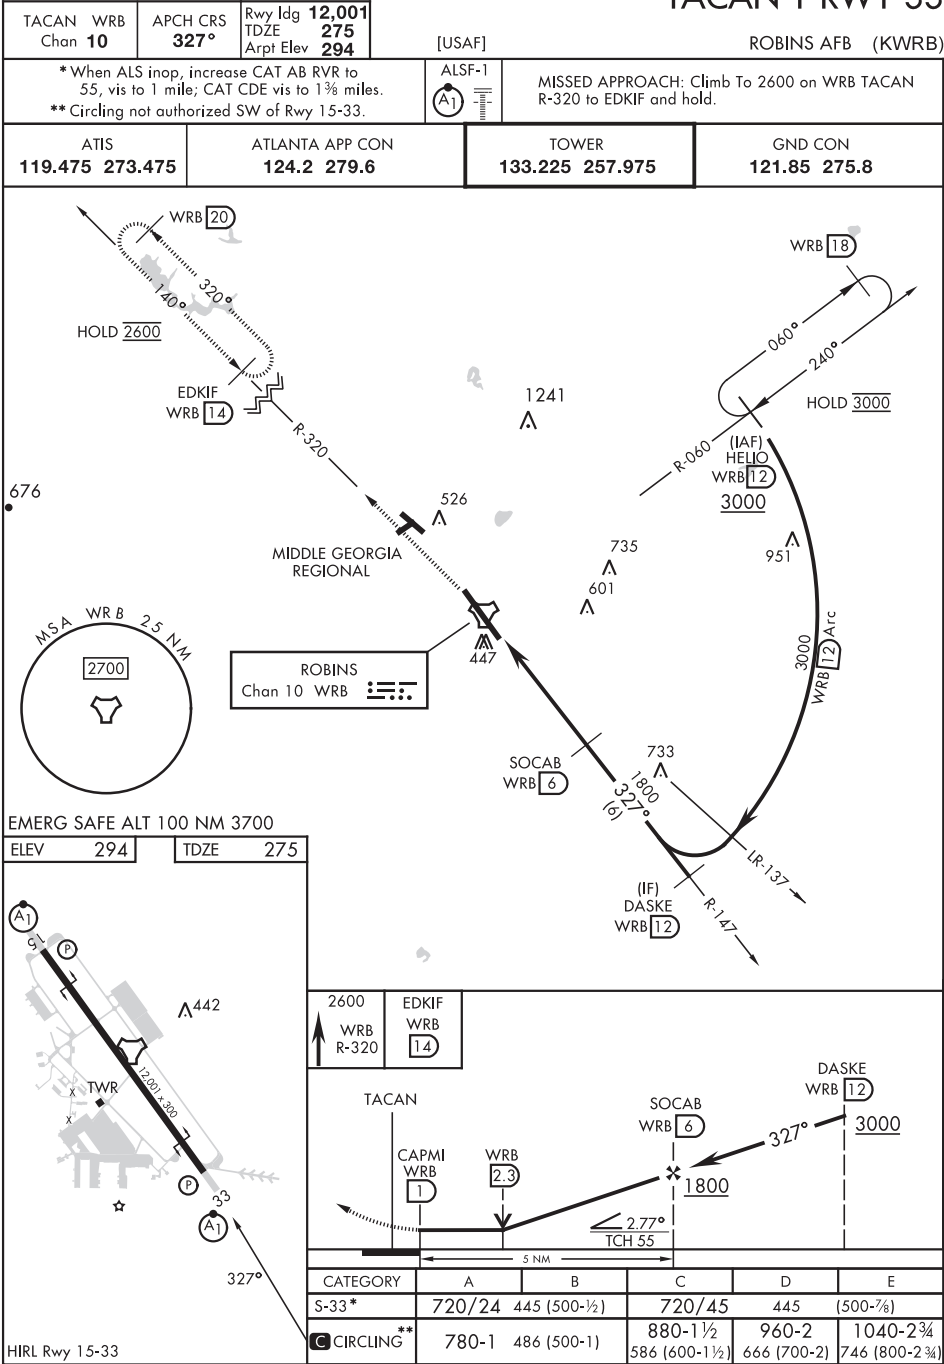 TACAN WRB
Chan 10
APCH CRS
327°
Rwy ldg 12,001
TDZE 275
Arpt Elev 294
[USAF]
ROBINS AFB (KWRB)
* When ALS inop, increase CAT AB RVR to
55, vis to 1 mile; CAT CDE vis to 1⅜ miles.
** Circling not authorized SW of Rwy 15-33.
ALSF-1
A1
MISSED APPROACH: Climb To 2600 on WRB TACAN
R-320 to EDKIF and hold.
ATIS
119.475 273.475
ATLANTA APP CON
124.2 279.6
TOWER
133.225 257.975
GND CON
121.85 275.8
WRB 20
320°
140°
HOLD 2600
EDKIF
WRB 14
R-320
WRB 18
060°
240°
HOLD 3000
R-060
(IAF)
HELIO
WRB 12
3000
1241
676
526
MIDDLE GEORGIA
REGIONAL
735
601
951
447
3000
WRB 12 Arc
MSA WRB 25 NM
2700
ROBINS
Chan 10 WRB
SOCAB
WRB 6
733
1800
327°
(6)
LR-137
(IF)
DASKE
WRB 12
R-147
EMERG SAFE ALT 100 NM 3700
ELEV 294
TDZE 275
A1
15
P
442
12,001 x 300
TWR
X
X
P
33
A1
327°
HIRL Rwy 15-33
2600
WRB
R-320
EDKIF
WRB
14
TACAN
CAPMI
WRB
1
WRB
2.3
SOCAB
WRB 6
1800
DASKE
WRB 12
3000
327°
2.77°
TCH 55
5 NM
CATEGORY A B C D E
S-33* 720/24 445 (500-½) 720/45 445 (500-⅞)
C CIRCLING** 780-1 486 (500-1) 880-1½ 586 (600-1½) 960-2 666 (700-2) 1040-2¾ 746 (800-2¾)